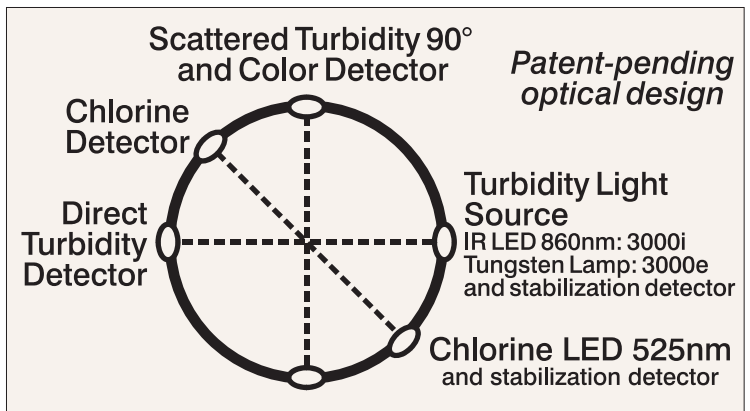 Scattered Turbidity 90°
and Color Detector
Patent-pending
optical design
Chlorine
Detector
Direct
Turbidity
Detector
Turbidity Light
Source
IR LED 860nm: 3000i
Tungsten Lamp: 3000e
and stabilization detector
Chlorine LED 525nm
and stabilization detector